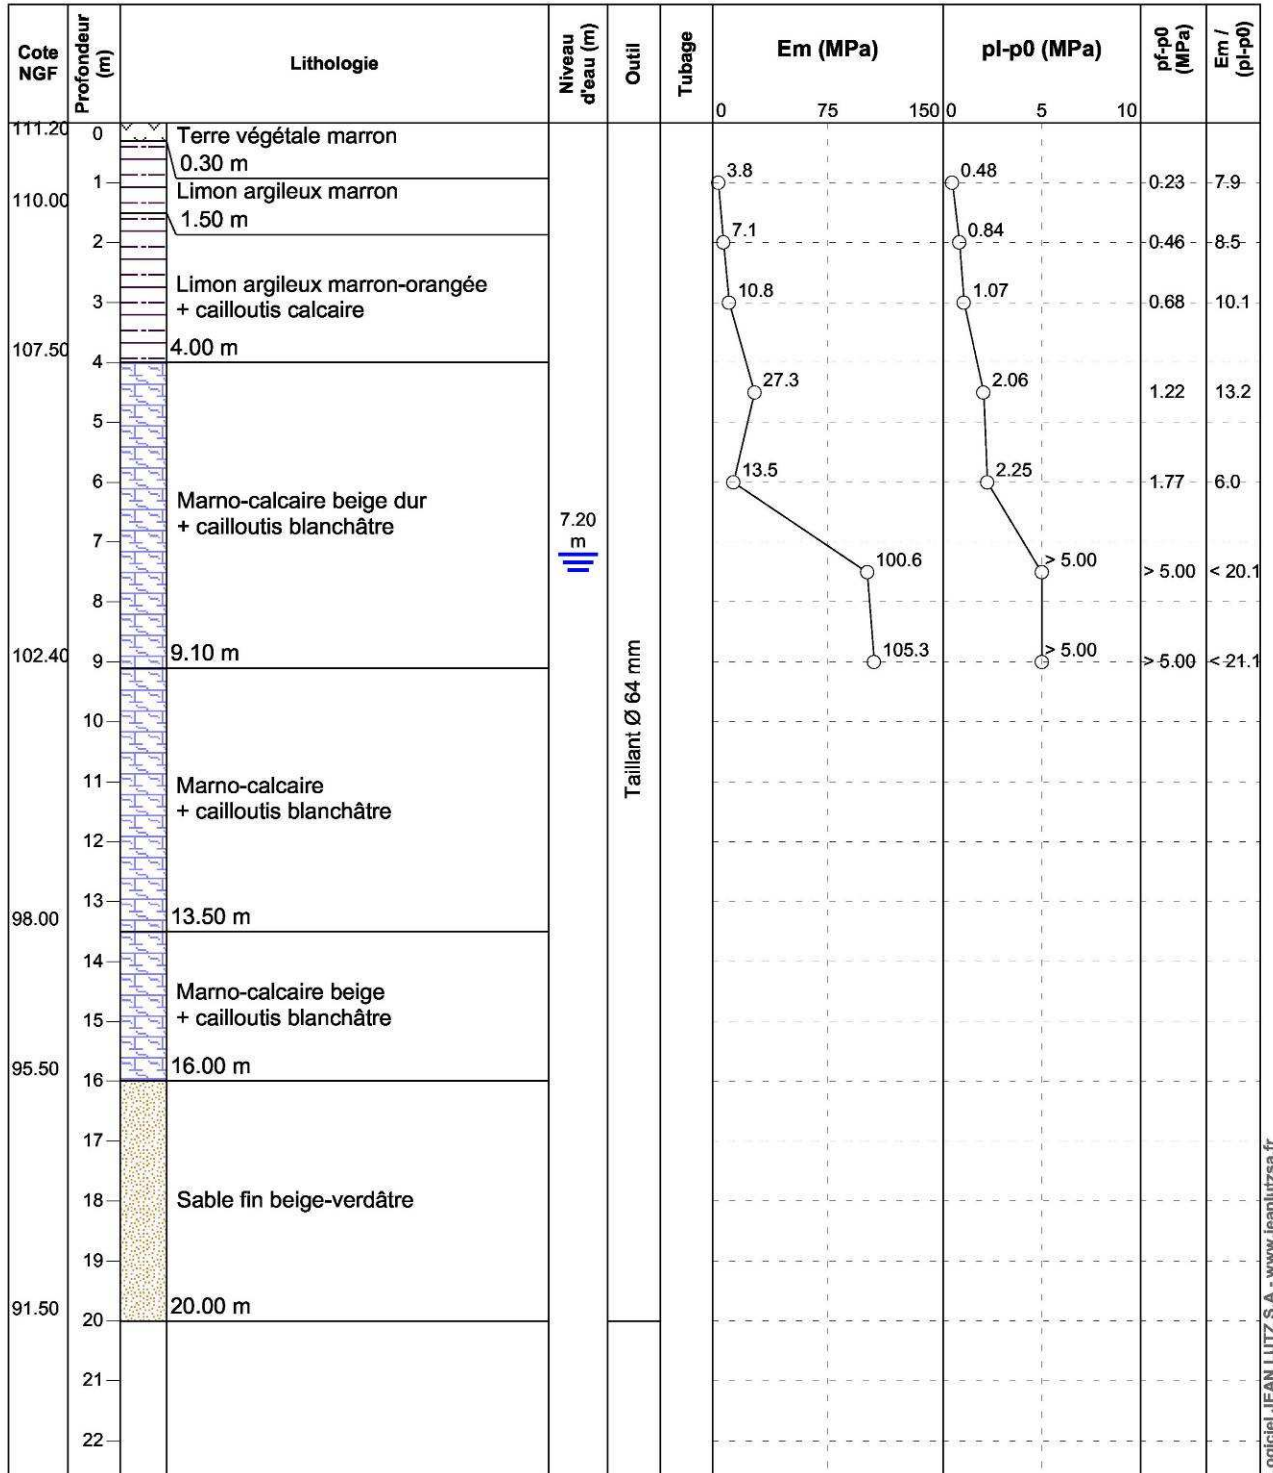 Cote
NGF
Profondeur
(m)
Lithologie
Niveau
d'eau (m)
Outil
Tubage
Em (MPa)
pl-p0 (MPa)
pf-p0
(MPa)
Em /
(pl-p0)
0 75 150 0 5 10
111.20 0 Terre végétale marron
0.30 m
3.8 0.48
1 0.23 7.9
110.00 Limon argileux marron
1.50 m
7.1 0.84
2 0.46 8.5
Limon argileux marron-orangée
10.8 1.07
3 + cailloutis calcaire 0.68 10.1
107.50 4.00 m
4
27.3 2.06 1.22 13.2
5
13.5 2.25
6 1.77 6.0
Marno-calcaire beige dur
+ cailloutis blanchâtre
7.20
m
7
100.6 > 5.00 > 5.00 < 20.1
8
102.40 9.10 m
9 105.3 > 5.00 > 5.00 < 21.1
Taillant Ø 64 mm
10
11 Marno-calcaire
+ cailloutis blanchâtre
12
13
98.00 13.50 m
14
Marno-calcaire beige
15 + cailloutis blanchâtre
95.50 16.00 m
16
17
18 Sable fin beige-verdâtre
19
91.50 20.00 m
20
21
22
ogiciel JEAN LUTZ S.A - www.jeanlutzsa.fr